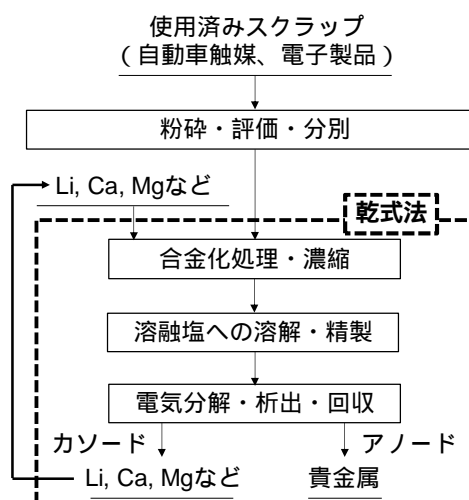 使用済みスクラップ
(自動車触媒、電子製品)
粉砕・評価・分別
Li, Ca, Mgなど
乾式法
合金化処理・濃縮
溶融塩への溶解・精製
電気分解・析出・回収
カソード
アノード
Li, Ca, Mgなど
貴金属